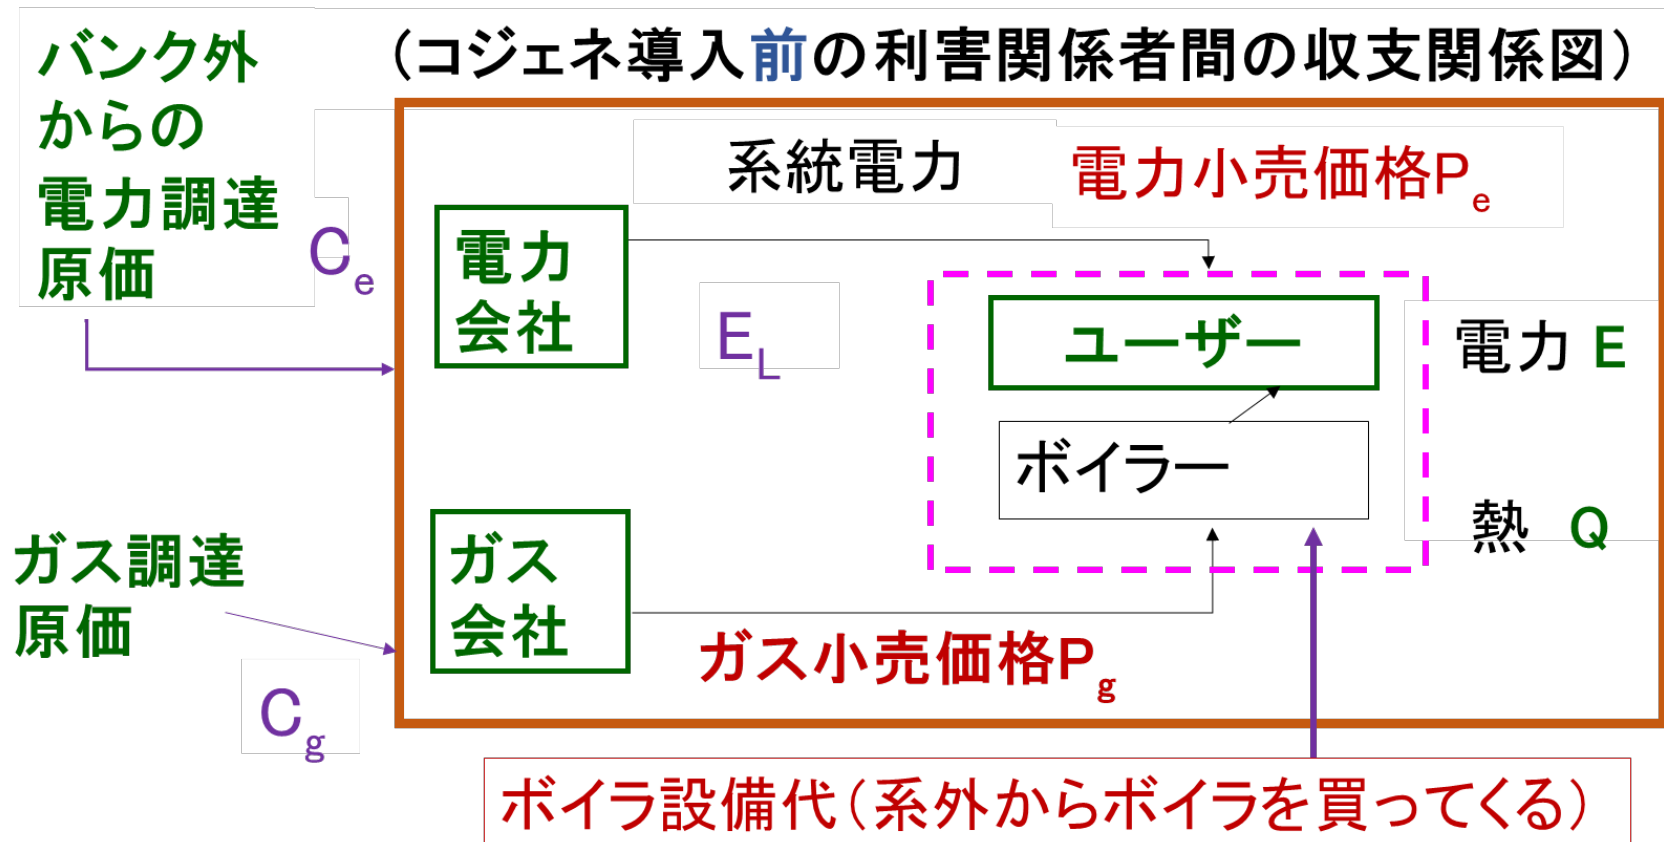 (コジェネ導入前の利害関係者間の収支関係図)
バンク外
からの
電力調達
原価
Ce
系統電力
電力小売価格Pe
電力
会社
EL
ユーザー
電力 E
ボイラー
熱 Q
ガス調達
原価
Cg
ガス
会社
ガス小売価格Pg
ボイラ設備代(系外からボイラを買ってくる)